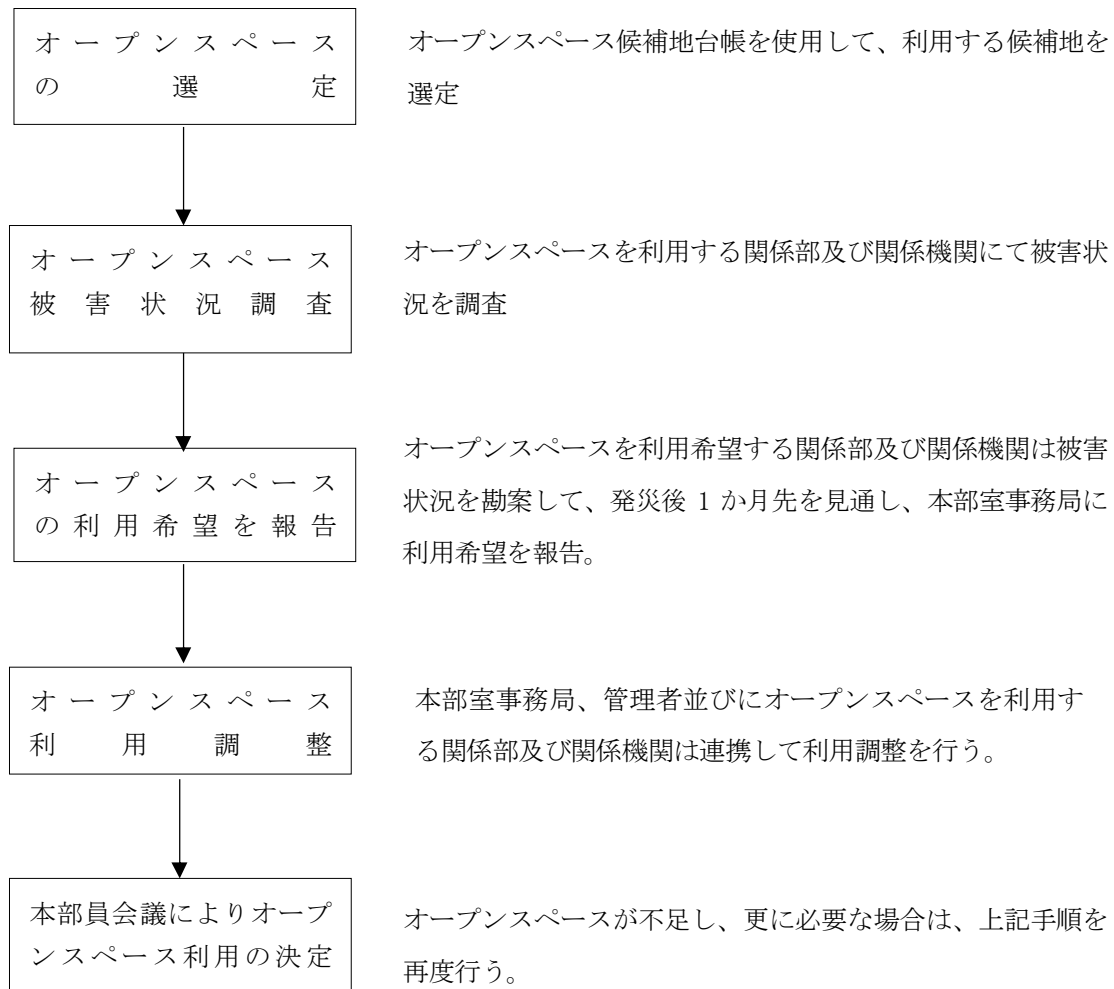 オープンスペース
の選定
オープンスペース候補地台帳を使用して、利用する候補地を
選定
オープンスペース
被害状況調査
オープンスペースを利用する関係部及び関係機関にて被害状
況を調査
オープンスペース
の利用希望を報告
オープンスペースを利用希望する関係部及び関係機関は被害
状況を勘案して、発災後 1 か月先を見通し、本部室事務局に
利用希望を報告。
オープンスペース
利用調整
本部室事務局、管理者並びにオープンスペースを利用す
る関係部及び関係機関は連携して利用調整を行う。
本部員会議によりオープ
ンスペース利用の決定
オープンスペースが不足し、更に必要な場合は、上記手順を
再度行う。